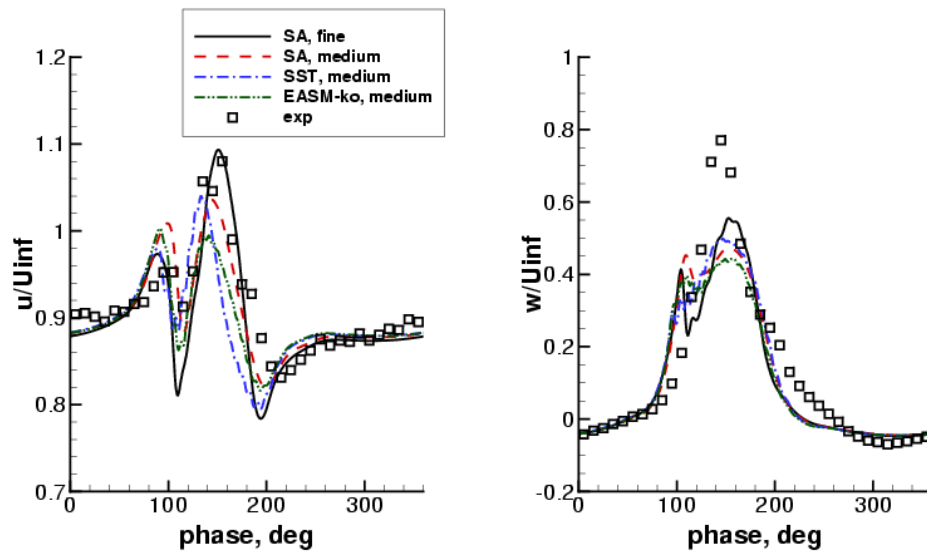 SA, fine
SA, medium
SST, medium
EASM-ko, medium
exp
1.2
1.1
1
0.9
0.8
0.7
u/Uinf
0
100
200
300
phase, deg
1
0.8
0.6
0.4
0.2
0
-0.2
w/Uinf
0
100
200
300
phase, deg